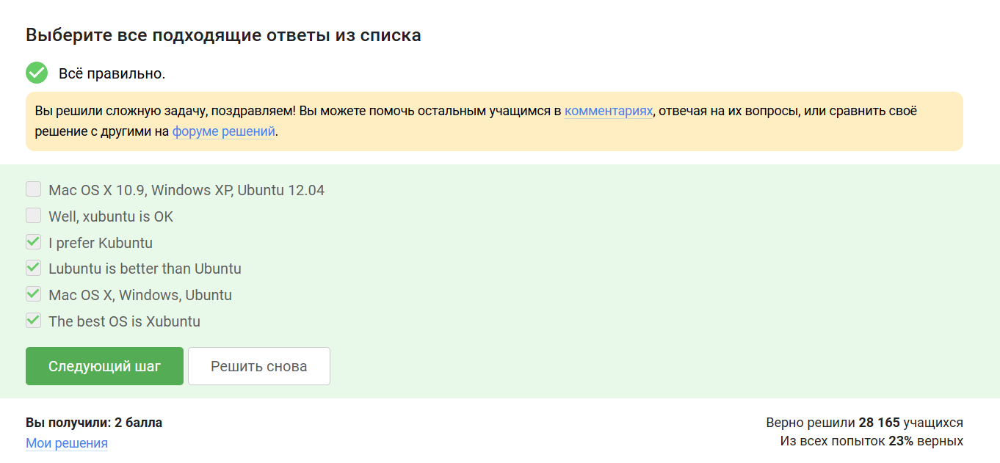 Выберите все подходящие ответы из списка
Всё правильно.
Вы решили сложную задачу, поздравляем! Вы можете помочь остальным учащимся в комментариях, отвечая на их вопросы, или сравнить своё
решение с другими на форуме решений.
Mac OS X 10.9, Windows XP, Ubuntu 12.04
Well, xubuntu is OK
I prefer Kubuntu
Lubuntu is better than Ubuntu
Mac OS X, Windows, Ubuntu
The best OS is Xubuntu
Следующий шаг Решить снова
Вы получили: 2 балла
Мои решения
Верно решили 28 165 учащихся
Из всех попыток 23% верных